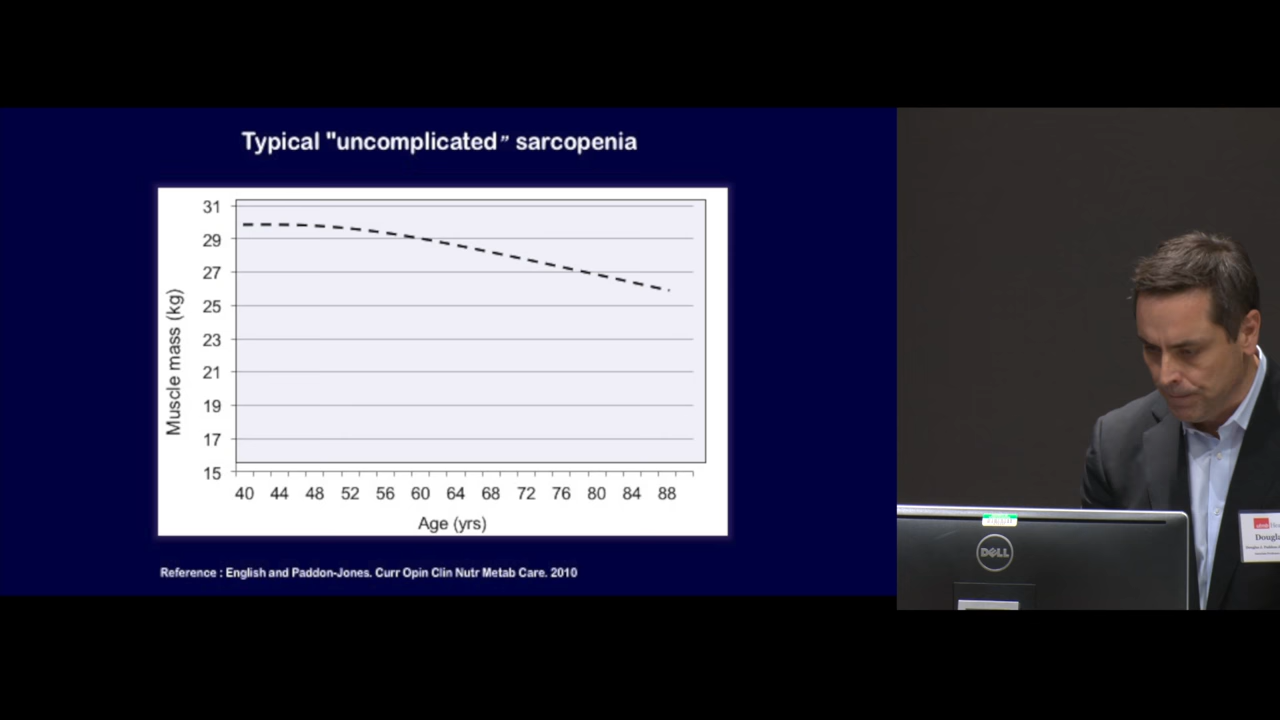 Typical "uncomplicated” sarcopenia
31
29
27
25
23
21
19
17
15
Muscle mass (kg)
40 44 48 52 56 60 64 68 72 76 80 84 88
Age (yrs)
Reference : English and Paddon-Jones. Curr Opin Clin Nutr Metab Care. 2010
DELL
Dougl